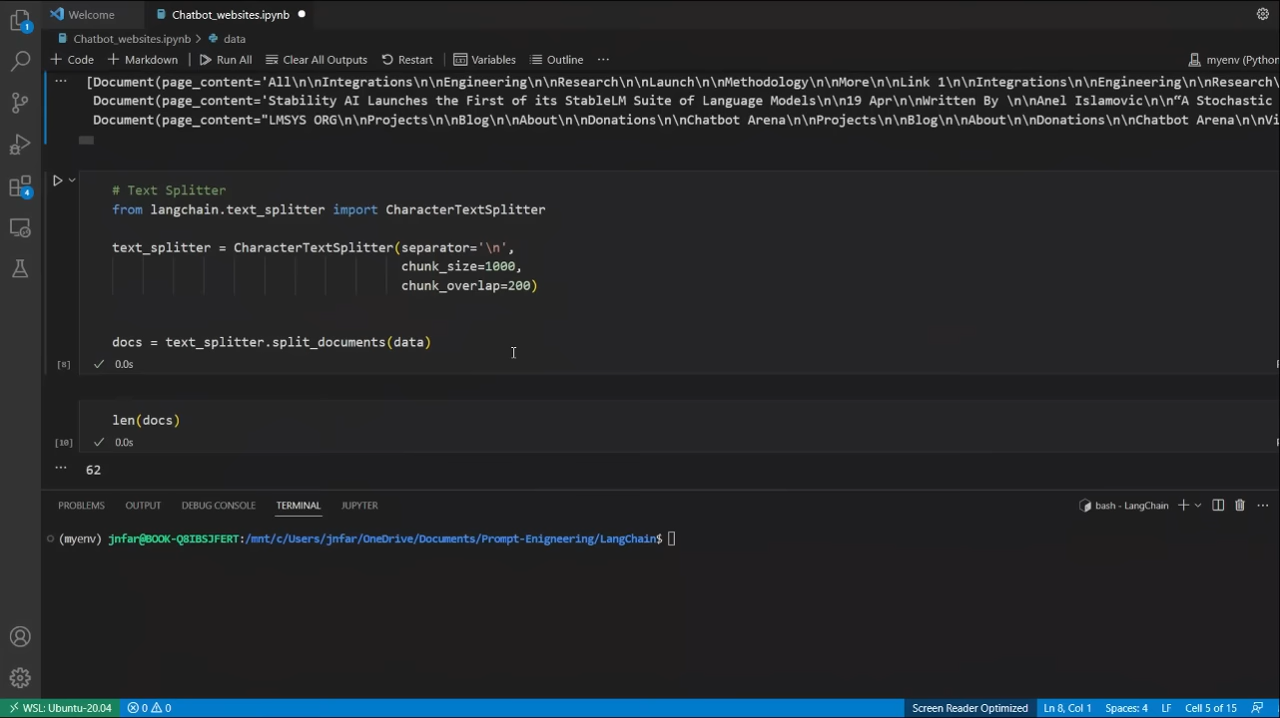 Welcome
Chatbot_websites.ipynb
Chatbot_websites.ipynb > data
+ Code + Markdown Run All Clear All Outputs Restart Variables Outline ...
myenv (Pythor
... [Document(page_content='All\n\nIntegrations\n\nEngineering\n\nResearch\n\nLaunch\n\nMethodology\n\nMore\n\nLink 1\n\nIntegrations\n\nEngineering\n\nResearch
Document(page_content='Stability AI Launches the First of its StableLM Suite of Language Models\n\n19 Apr\n\nWritten By \n\nAnel Islamovic\n\n“A Stochastic
Document(page_content="LMSYS ORG\n\nProjects\n\nBlog\n\nAbout\n\nDonations\n\nChatbot Arena\n\nProjects\n\nBlog\n\nAbout\n\nDonations\n\nChatbot Arena\n\nVi
# Text Splitter
from langchain.text_splitter import CharacterTextSplitter
text_splitter = CharacterTextSplitter(separator='\n',
chunk_size=1000,
chunk_overlap=200)
docs = text_splitter.split_documents(data)
[8] 0.0s
len(docs)
[10] 0.0s
... 62
PROBLEMS OUTPUT DEBUG CONSOLE TERMINAL JUPYTER
bash - LangChain
(myenv) jnfar@BOOK-Q8IBSJFERT:/mnt/c/Users/jnfar/OneDrive/Documents/Prompt-Enigneering/LangChain$
1
4
WSL: Ubuntu-20.04 0 0
Screen Reader Optimized Ln 8, Col 1 Spaces: 4 LF Cell 5 of 15